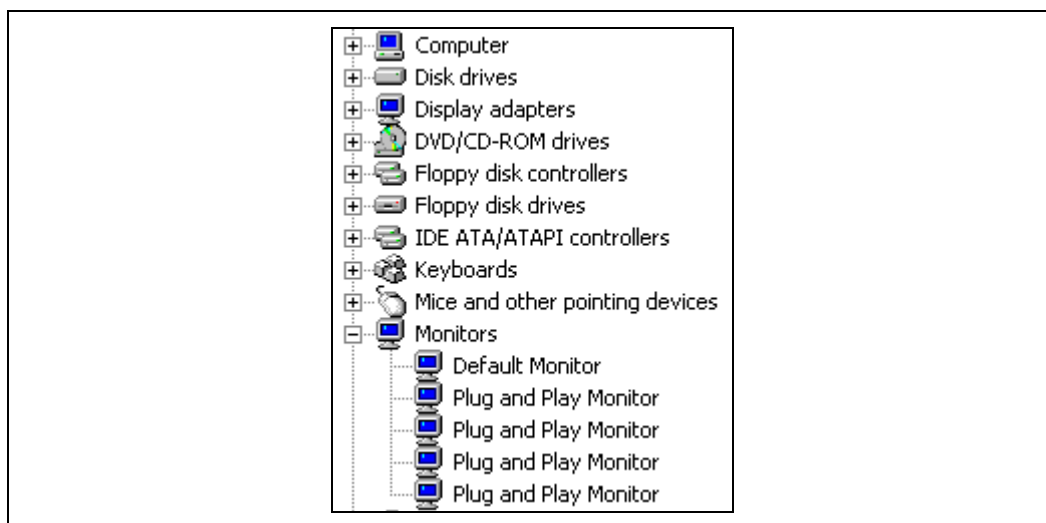 Computer
Disk drives
Display adapters
DVD/CD-ROM drives
Floppy disk controllers
Floppy disk drives
IDE ATA/ATAPI controllers
Keyboards
Mice and other pointing devices
Monitors
Default Monitor
Plug and Play Monitor
Plug and Play Monitor
Plug and Play Monitor
Plug and Play Monitor